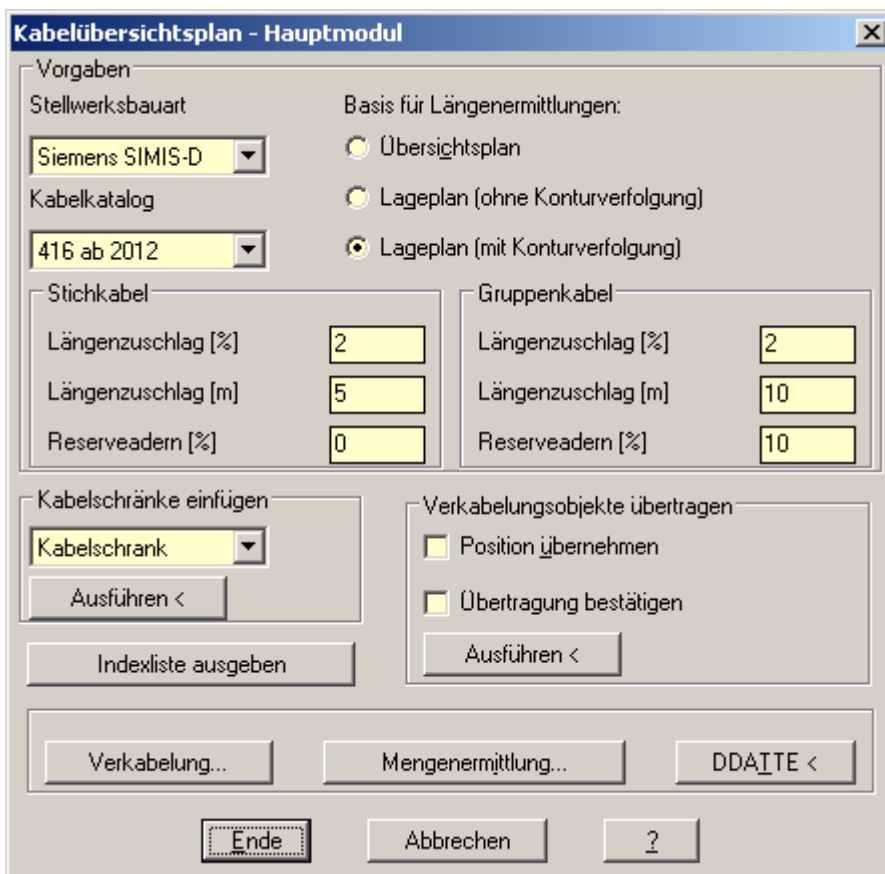 Kabelübersichtsplan - Hauptmodul
Vorgaben
Stellwerksbauart
Siemens SIMIS-D
Kabelkatalog
416 ab 2012
Basis für Längenermittlungen:
Übersichtsplan
Lageplan (ohne Konturverfolgung)
Lageplan (mit Konturverfolgung)
Stichkabel
Längenzuschlag [%] 2
Längenzuschlag [m] 5
Reserveadern [%] 0
Gruppenkabel
Längenzuschlag [%] 2
Längenzuschlag [m] 10
Reserveadern [%] 10
Kabelschränke einfügen
Kabelschrank
Ausführen <
Indexliste ausgeben
Verkabelungsobjekte übertragen
Position übernehmen
Übertragung bestätigen
Ausführen <
Verkabelung... Mengenermittlung... DDATTE <
Ende Abbrechen ?